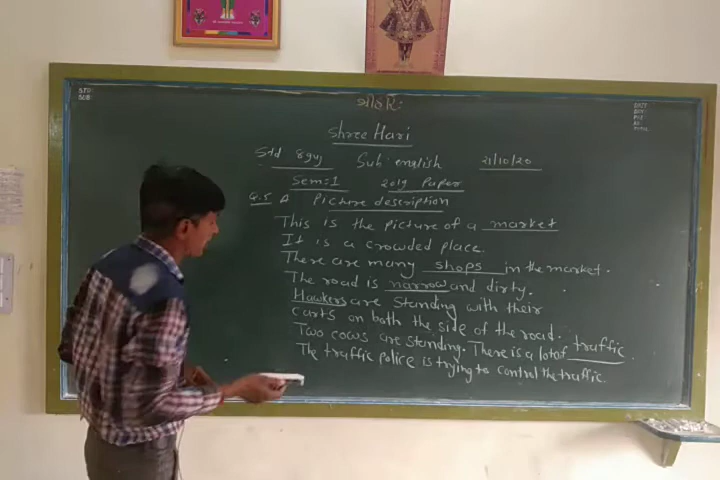 श्री हरि:
Shree Hari
Std 8 guj Sub: english 21/10/20
Sem:1 2019 Paper
Q.5 A Picture description
This is the picture of a market
It is a crowded place.
There are many shops in the market.
The road is narrow and dirty.
Hawkers are standing with their
carts on both the side of the road.
Two cows are standing. There is a lot of traffic.
The traffic police is trying to control the traffic.